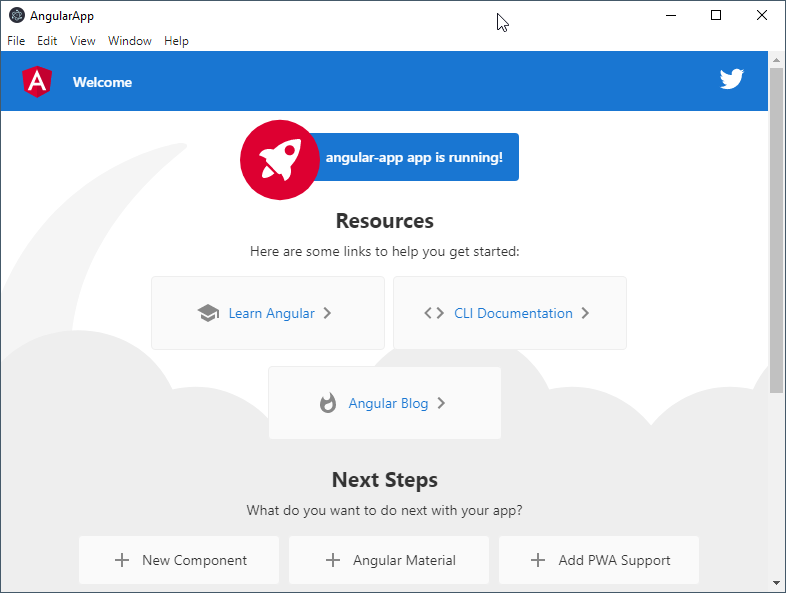 AngularApp
File Edit View Window Help
Welcome
angular-app app is running!
Resources
Here are some links to help you get started:
Learn Angular
CLI Documentation
Angular Blog
Next Steps
What do you want to do next with your app?
New Component
Angular Material
Add PWA Support